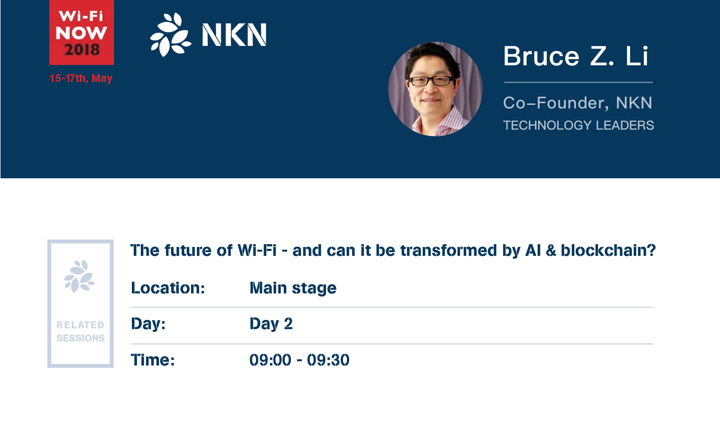 Wi-Fi
NOW
2018
15-17th, May
NKN
Bruce Z. Li
Co-Founder, NKN
TECHNOLOGY LEADERS
RELATED
SESSIONS
The future of Wi-Fi - and can it be transformed by AI & blockchain?
Location: Main stage
Day: Day 2
Time: 09:00 - 09:30